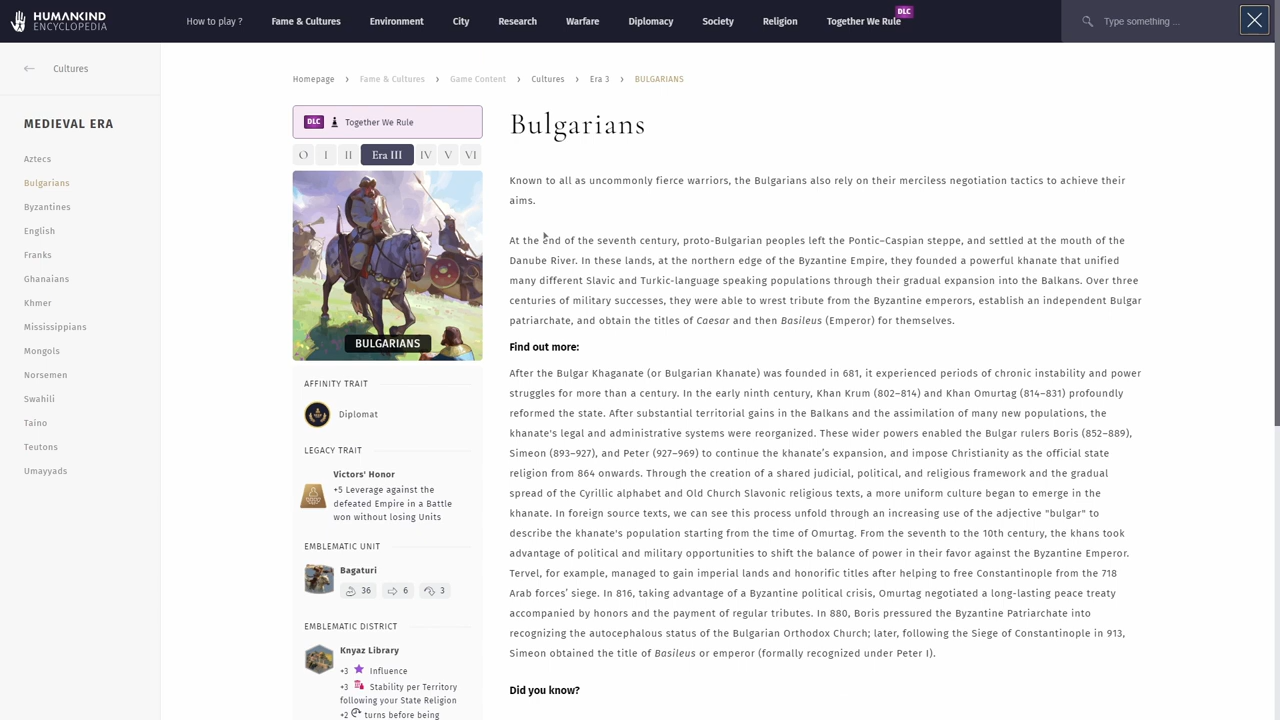 HUMANKIND
ENCYCLOPEDIA
How to play ?
Fame & Cultures
Environment
City
Research
Warfare
Diplomacy
Society
Religion
Together We Rule
DLC
Type something ...
Cultures
MEDIEVAL ERA
Aztecs
Bulgarians
Byzantines
English
Franks
Ghanaians
Khmer
Mississippians
Mongols
Norsemen
Swahili
Taíno
Teutons
Umayyads
Homepage › Fame & Cultures › Game Content › Cultures › Era 3 › BULGARIANS
DLC Together We Rule
O I II Era III IV V VI
BULGARIANS
AFFINITY TRAIT
Diplomat
LEGACY TRAIT
Victors' Honor
+5 Leverage against the
defeated Empire in a Battle
won without losing Units
EMBLEMATIC UNIT
Bagaturi
36 6 3
EMBLEMATIC DISTRICT
Knyaz Library
+3 Influence
+3 Stability per Territory
following your State Religion
+2 turns before being
Bulgarians
Known to all as uncommonly fierce warriors, the Bulgarians also rely on their merciless negotiation tactics to achieve their
aims.
At the end of the seventh century, proto-Bulgarian peoples left the Pontic–Caspian steppe, and settled at the mouth of the
Danube River. In these lands, at the northern edge of the Byzantine Empire, they founded a powerful khanate that unified
many different Slavic and Turkic-language speaking populations through their gradual expansion into the Balkans. Over three
centuries of military successes, they were able to wrest tribute from the Byzantine emperors, establish an independent Bulgar
patriarchate, and obtain the titles of Caesar and then Basileus (Emperor) for themselves.
Find out more:
After the Bulgar Khaganate (or Bulgarian Khanate) was founded in 681, it experienced periods of chronic instability and power
struggles for more than a century. In the early ninth century, Khan Krum (802–814) and Khan Omurtag (814–831) profoundly
reformed the state. After substantial territorial gains in the Balkans and the assimilation of many new populations, the
khanate's legal and administrative systems were reorganized. These wider powers enabled the Bulgar rulers Boris (852–889),
Simeon (893–927), and Peter (927–969) to continue the khanate’s expansion, and impose Christianity as the official state
religion from 864 onwards. Through the creation of a shared judicial, political, and religious framework and the gradual
spread of the Cyrillic alphabet and Old Church Slavonic religious texts, a more uniform culture began to emerge in the
khanate. In foreign source texts, we can see this process unfold through an increasing use of the adjective "bulgar" to
describe the khanate's population starting from the time of Omurtag. From the seventh to the 10th century, the khans took
advantage of political and military opportunities to shift the balance of power in their favor against the Byzantine Emperor.
Tervel, for example, managed to gain imperial lands and honorific titles after helping to free Constantinople from the 718
Arab forces’ siege. In 816, taking advantage of a Byzantine political crisis, Omurtag negotiated a long-lasting peace treaty
accompanied by honors and the payment of regular tributes. In 880, Boris pressured the Byzantine Patriarchate into
recognizing the autocephalous status of the Bulgarian Orthodox Church; later, following the Siege of Constantinople in 913,
Simeon obtained the title of Basileus or emperor (formally recognized under Peter I).
Did you know?